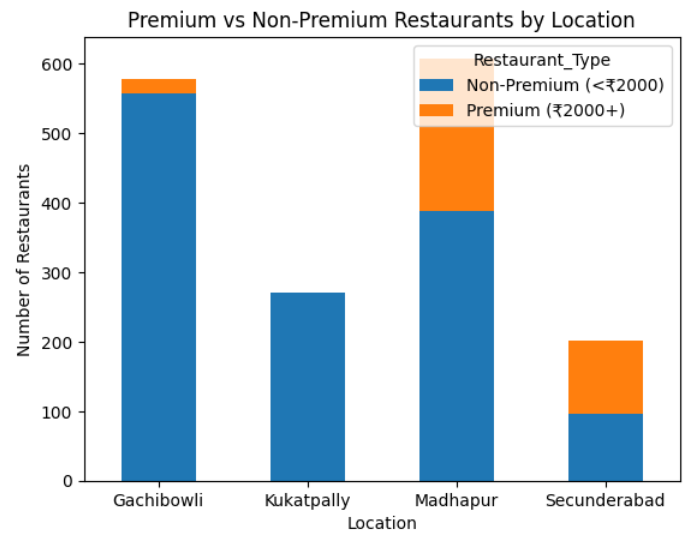 Premium vs Non-Premium Restaurants by Location
Restaurant_Type
Non-Premium (<₹2000)
Premium (₹2000+)
Number of Restaurants
600
500
400
300
200
100
0
Gachibowli Kukatpally Madhapur Secunderabad
Location